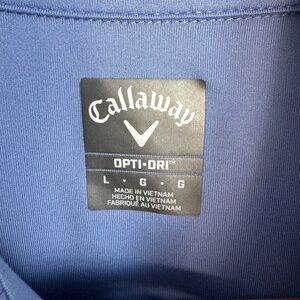 Callaway®
OPTI•DRI™
L • G • G
MADE IN VIETNAM
HECHO EN VIETNAM
FABRIQUÉ AU VIETNAM